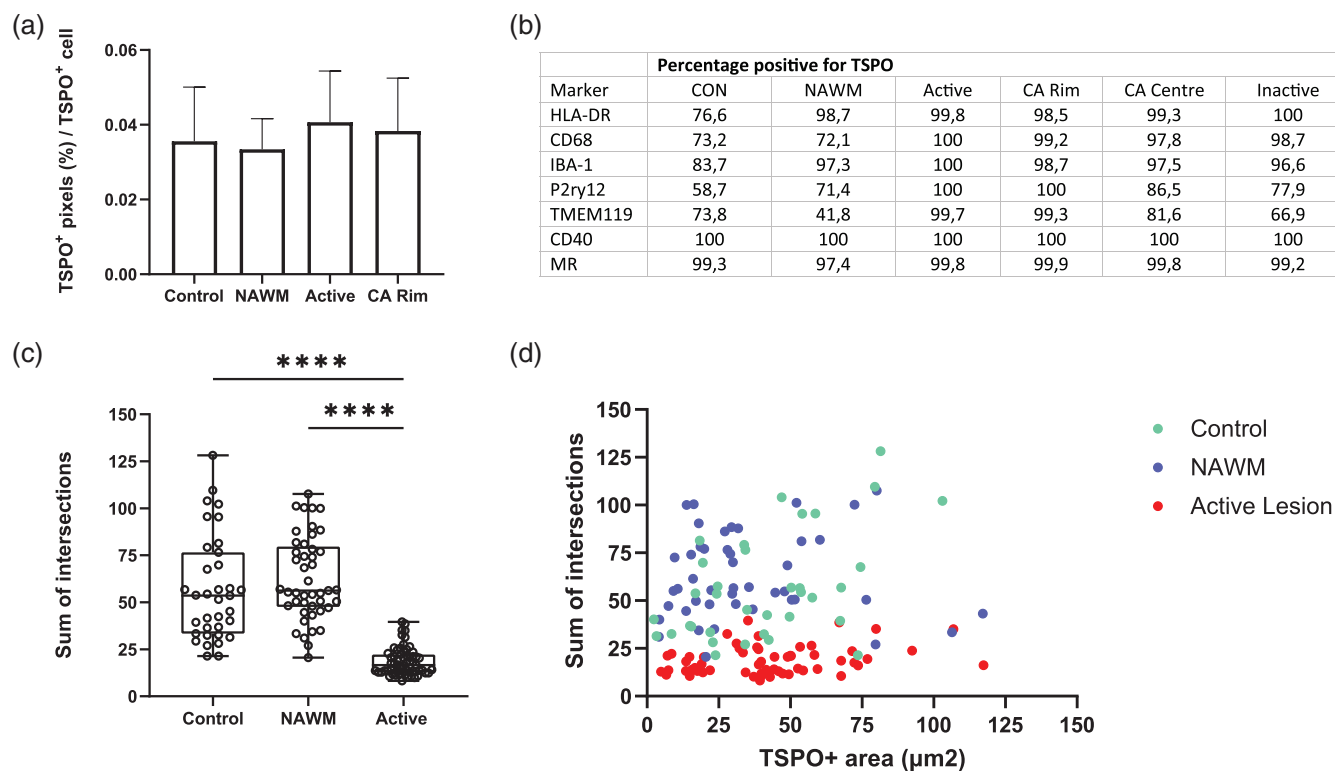 (a)
TSPO+ pixels (%) / TSPO+ cell
0.06
0.04
0.02
0.00
Control NAWM Active CA Rim
(b)
Percentage positive for TSPO
Marker CON NAWM Active CA Rim CA Centre Inactive
HLA-DR 76,6 98,7 99,8 98,5 99,3 100
CD68 73,2 72,1 100 99,2 97,8 98,7
IBA-1 83,7 97,3 100 98,7 97,5 96,6
P2ry12 58,7 71,4 100 100 86,5 77,9
TMEM119 73,8 41,8 99,7 99,3 81,6 66,9
CD40 100 100 100 100 100 100
MR 99,3 97,4 99,8 99,9 99,8 99,2
(c)
****
****
Sum of intersections
150
125
100
75
50
25
0
Control NAWM Active
(d)
Sum of intersections
150
125
100
75
50
25
0
0 25 50 75 100 125 150
TSPO+ area (µm2)
Control
NAWM
Active Lesion